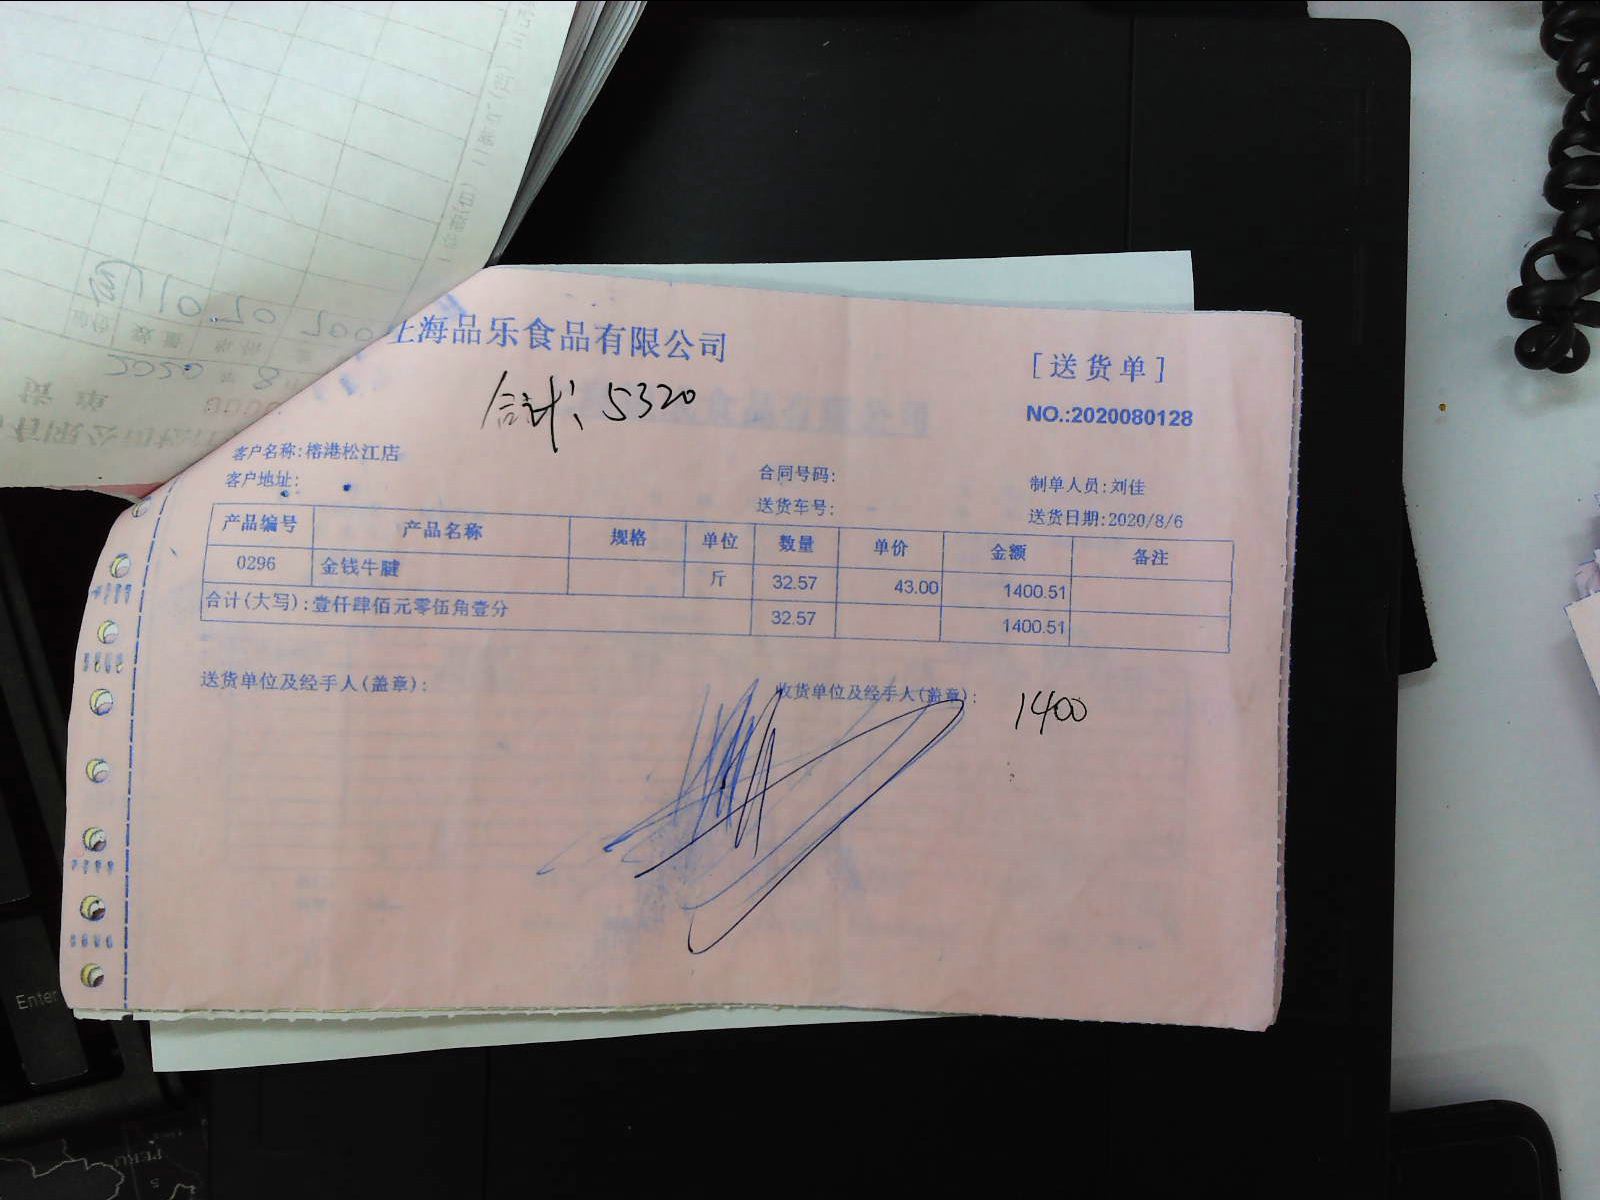 上海品乐食品有限公司
[送货单]
合计: 5320
NO.:2020080128
客户名称:榕港松江店
客户地址:
合同号码:
制单人员:刘佳
送货车号:
送货日期:2020/8/6
产品编号 产品名称 规格 单位 数量 单价 金额 备注
0296 金钱牛腱 斤 32.57 43.00 1400.51
合计(大写):壹仟肆佰元零伍角壹分 32.57 1400.51
送货单位及经手人(盖章):
收货单位及经手人(盖章):
1400
Enter
PERU